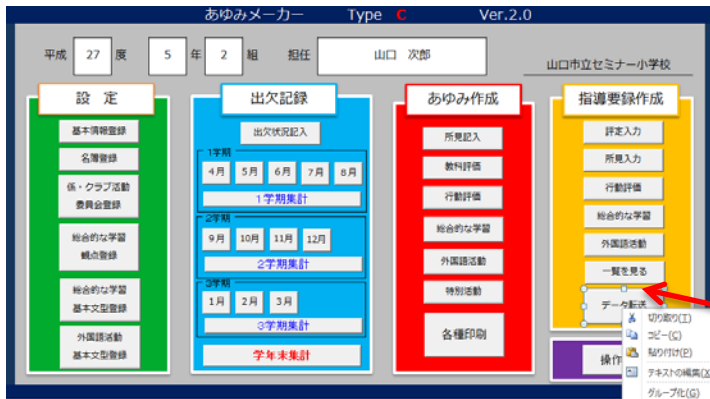 あゆみメーカー Type C Ver.2.0
平成 27 度 5 年 2 組 担任 山口 次郎
山口市立セミナー小学校
設 定
基本情報登録
名簿登録
係・クラブ活動
委員会登録
総合的な学習
観点登録
総合的な学習
基本文型登録
外国語活動
基本文型登録
出欠記録
出欠状況記入
1学期
4月 5月 6月 7月 8月
1学期集計
2学期
9月 10月 11月 12月
2学期集計
3学期
1月 2月 3月
3学期集計
学年末集計
あゆみ作成
所見記入
教科評価
行動評価
総合的な学習
外国語活動
特別活動
各種印刷
指導要録作成
評定入力
所見入力
行動評価
総合的な学習
外国語活動
一覧を見る
データ転送
操作
切り取り(T)
コピー(C)
貼り付け(P)
テキストの編集(X
グループ化(G)